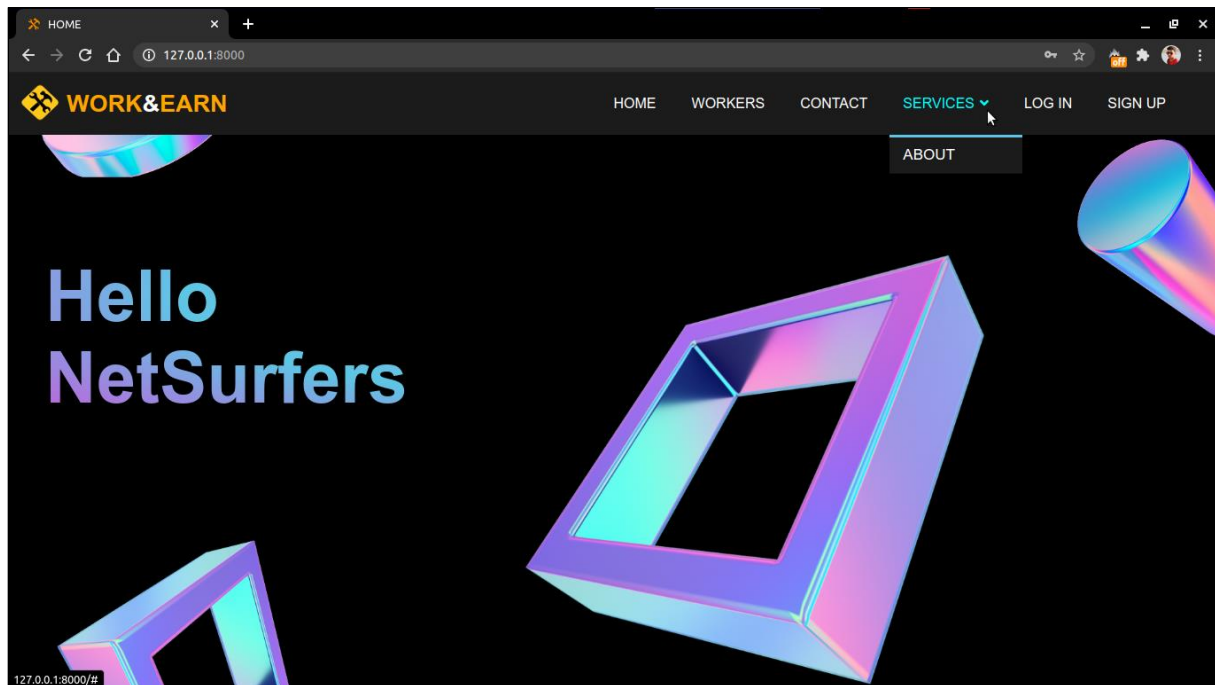 HOME
127.0.0.1:8000
off
WORK&EARN
HOME WORKERS CONTACT SERVICES LOG IN SIGN UP
ABOUT
Hello
NetSurfers
127.0.0.1:8000/#